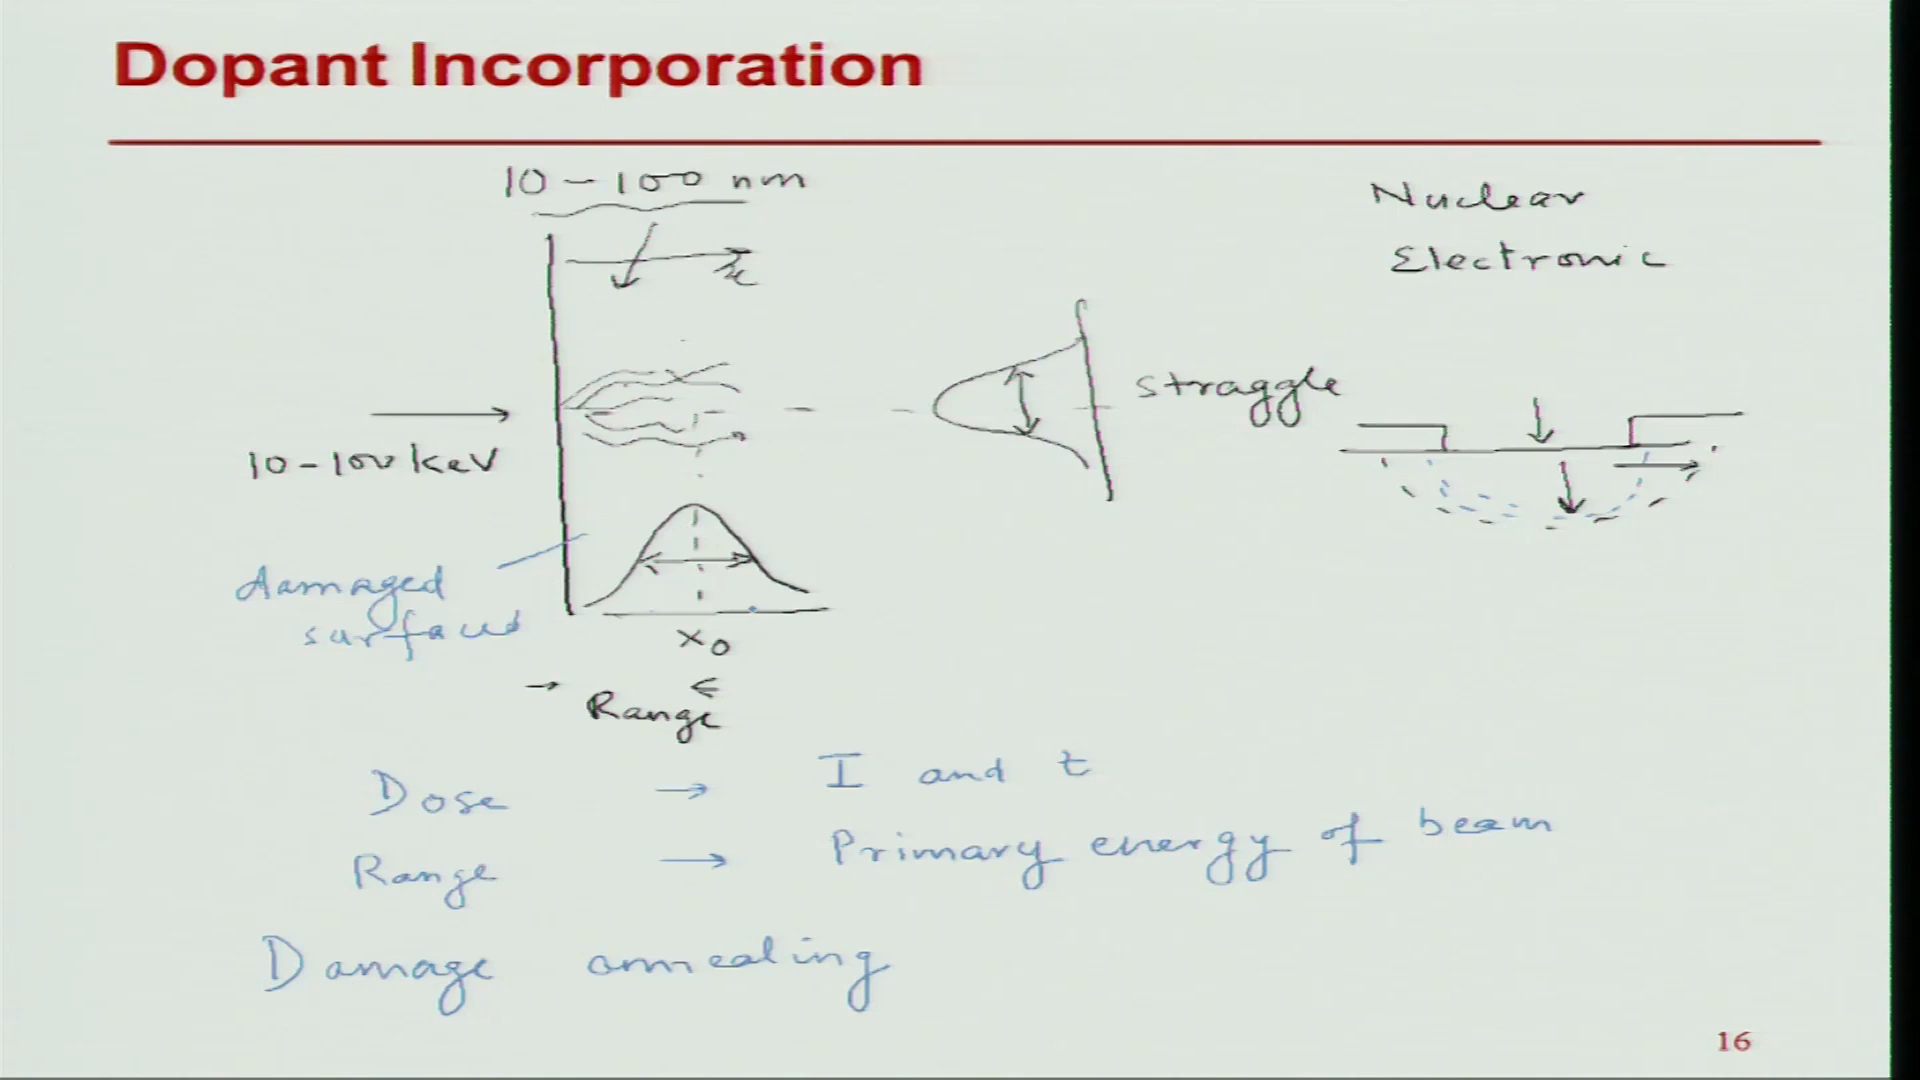 Dopant Incorporation
10 - 100 nm
x
Nuclear
Electronic
straggle
10 - 100 keV
damaged
surface
x₀
→ Range
Dose → I and t
Range → Primary energy of beam
Damage annealing
16